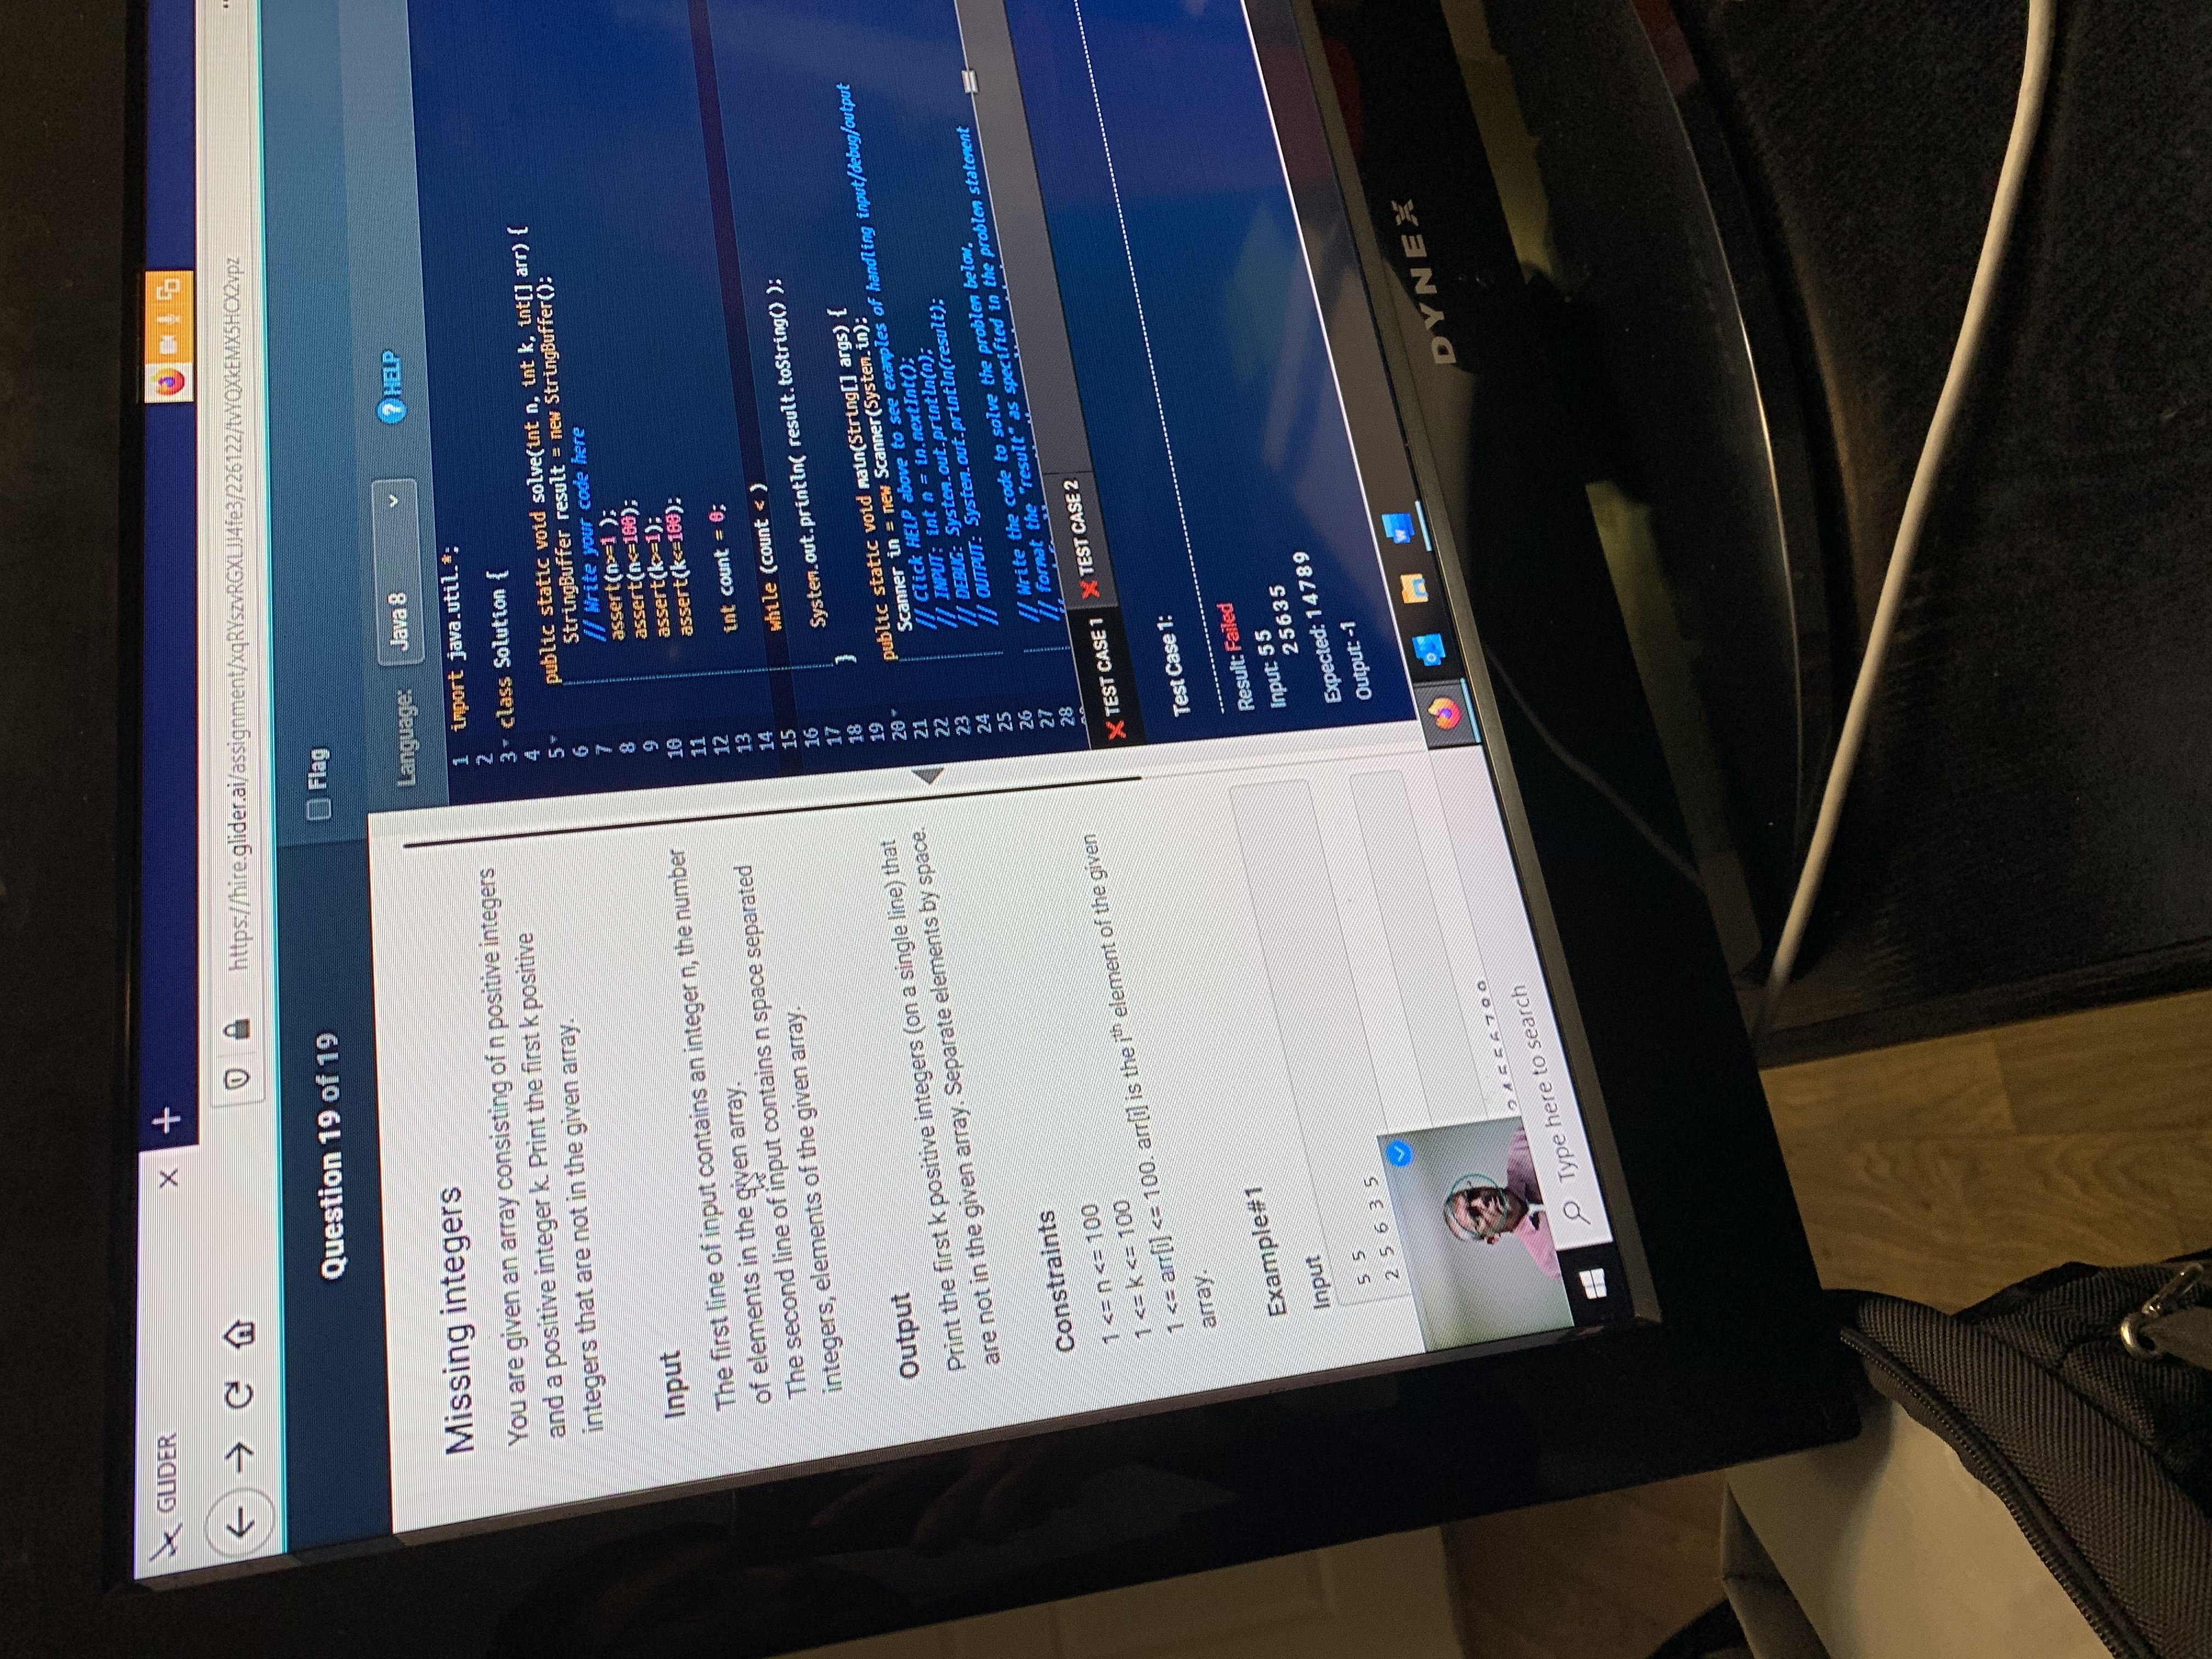 GLIDER
https://hire.glider.ai/assignment/xqRYszvRGXLJJ4fe3/226122/tvYQXkEMX5HCX2vpz
Question 19 of 19
Flag
Missing integers
You are given an array consisting of n positive integers
and a positive integer k. Print the first k positive
integers that are not in the given array.
Input
The first line of input contains an integer n, the number
of elements in the given array.
The second line of input contains n space separated
integers, elements of the given array.
Output
Print the first k positive integers (on a single line) that
are not in the given array. Separate elements by space.
Constraints
1 <= n <= 100
1 <= k <= 100
1 <= arr[i] <= 100. arr[i] is the ith element of the given
array.
Example#1
Input
5 5
2 5 6 3 5
Language: Java 8 ? HELP
1 import java.util.*;
2
3 class Solution {
4
5 public static void solve(int n, int k, int[] arr) {
6 StringBuffer result = new StringBuffer();
7 // Write your code here
8 assert(n>=1 );
9 assert(n<=100);
10 assert(k>=1);
11 assert(k<=100);
12
13 int count = 0;
14
15 while (count < )
16
17 System.out.println( result.toString() );
18 }
19
20 public static void main(String[] args) {
21 Scanner in = new Scanner(System.in);
22 // Click HELP above to see examples of handling input/debug/output
23 // INPUT: int n = in.nextInt();
24 // DEBUG: System.out.println(n);
25 // OUTPUT: System.out.println(result);
26
27 // Write the code to solve the problem below,
28 // format the "result" as specified in the problem statement
TEST CASE 1 TEST CASE 2
Test Case 1:
Result: Failed
Input: 5 5
2 5 6 3 5
Expected: 1 4 7 8 9
Output: -1
Type here to search
DYNEX